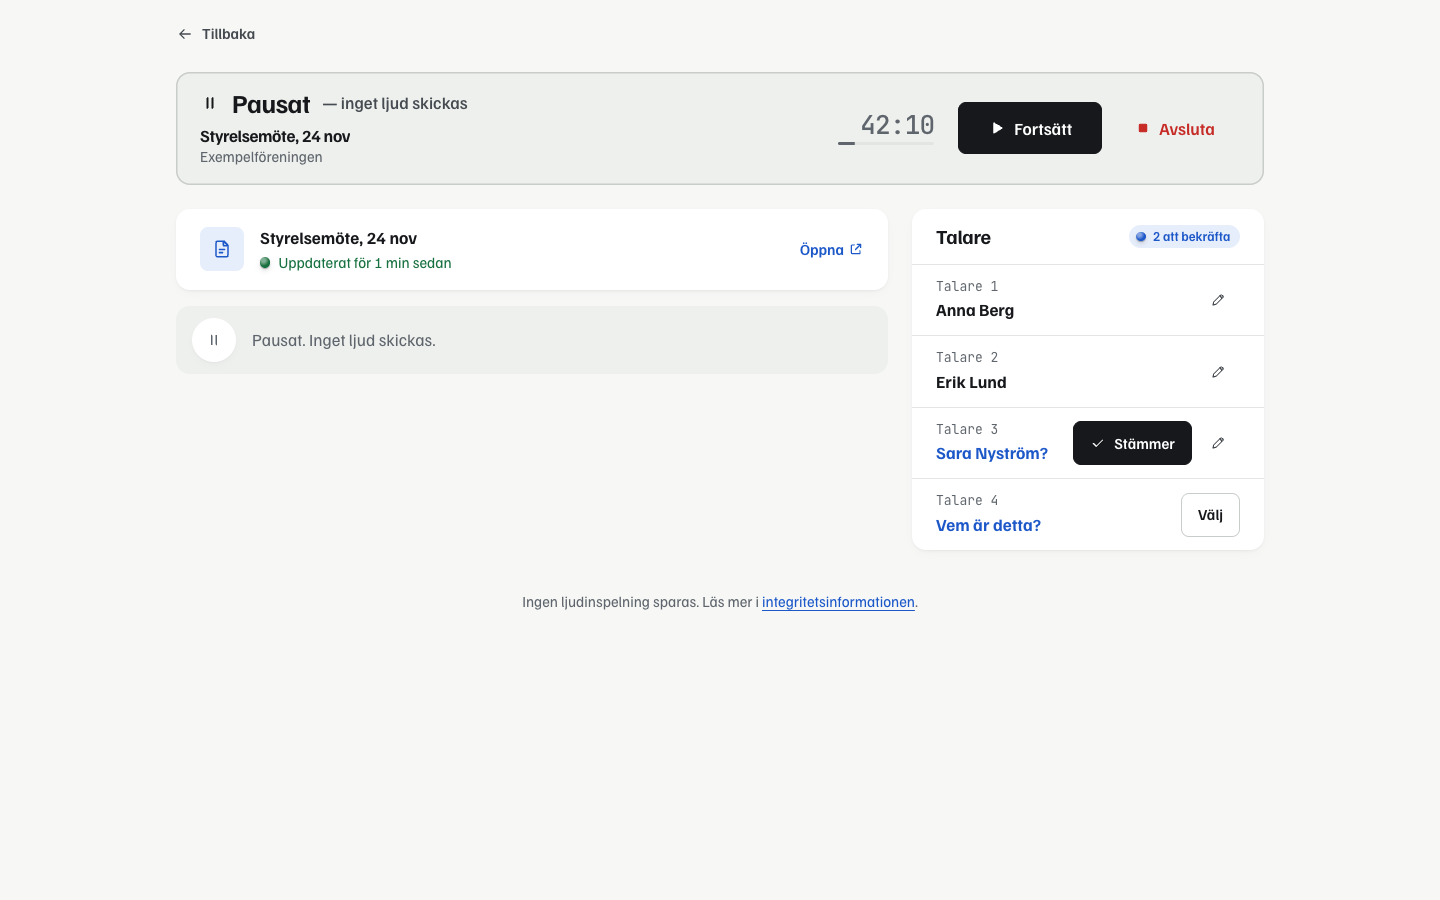 Tillbaka
Pausat — inget ljud skickas
Styrelsemöte, 24 nov
Exempelföreningen
42:10
Fortsätt
Avsluta
Styrelsemöte, 24 nov
Uppdaterat för 1 min sedan
Öppna
Pausat. Inget ljud skickas.
Talare
2 att bekräfta
Talare 1
Anna Berg
Talare 2
Erik Lund
Talare 3
Sara Nyström?
Stämmer
Talare 4
Vem är detta?
Välj
Ingen ljudinspelning sparas. Läs mer i integritetsinformationen.